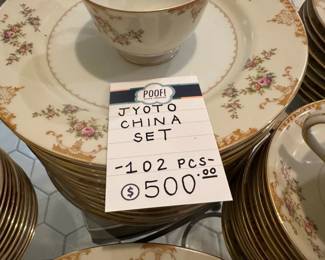 POOF!
JYOTO
CHINA
SET
-102 PCS-
$500.00